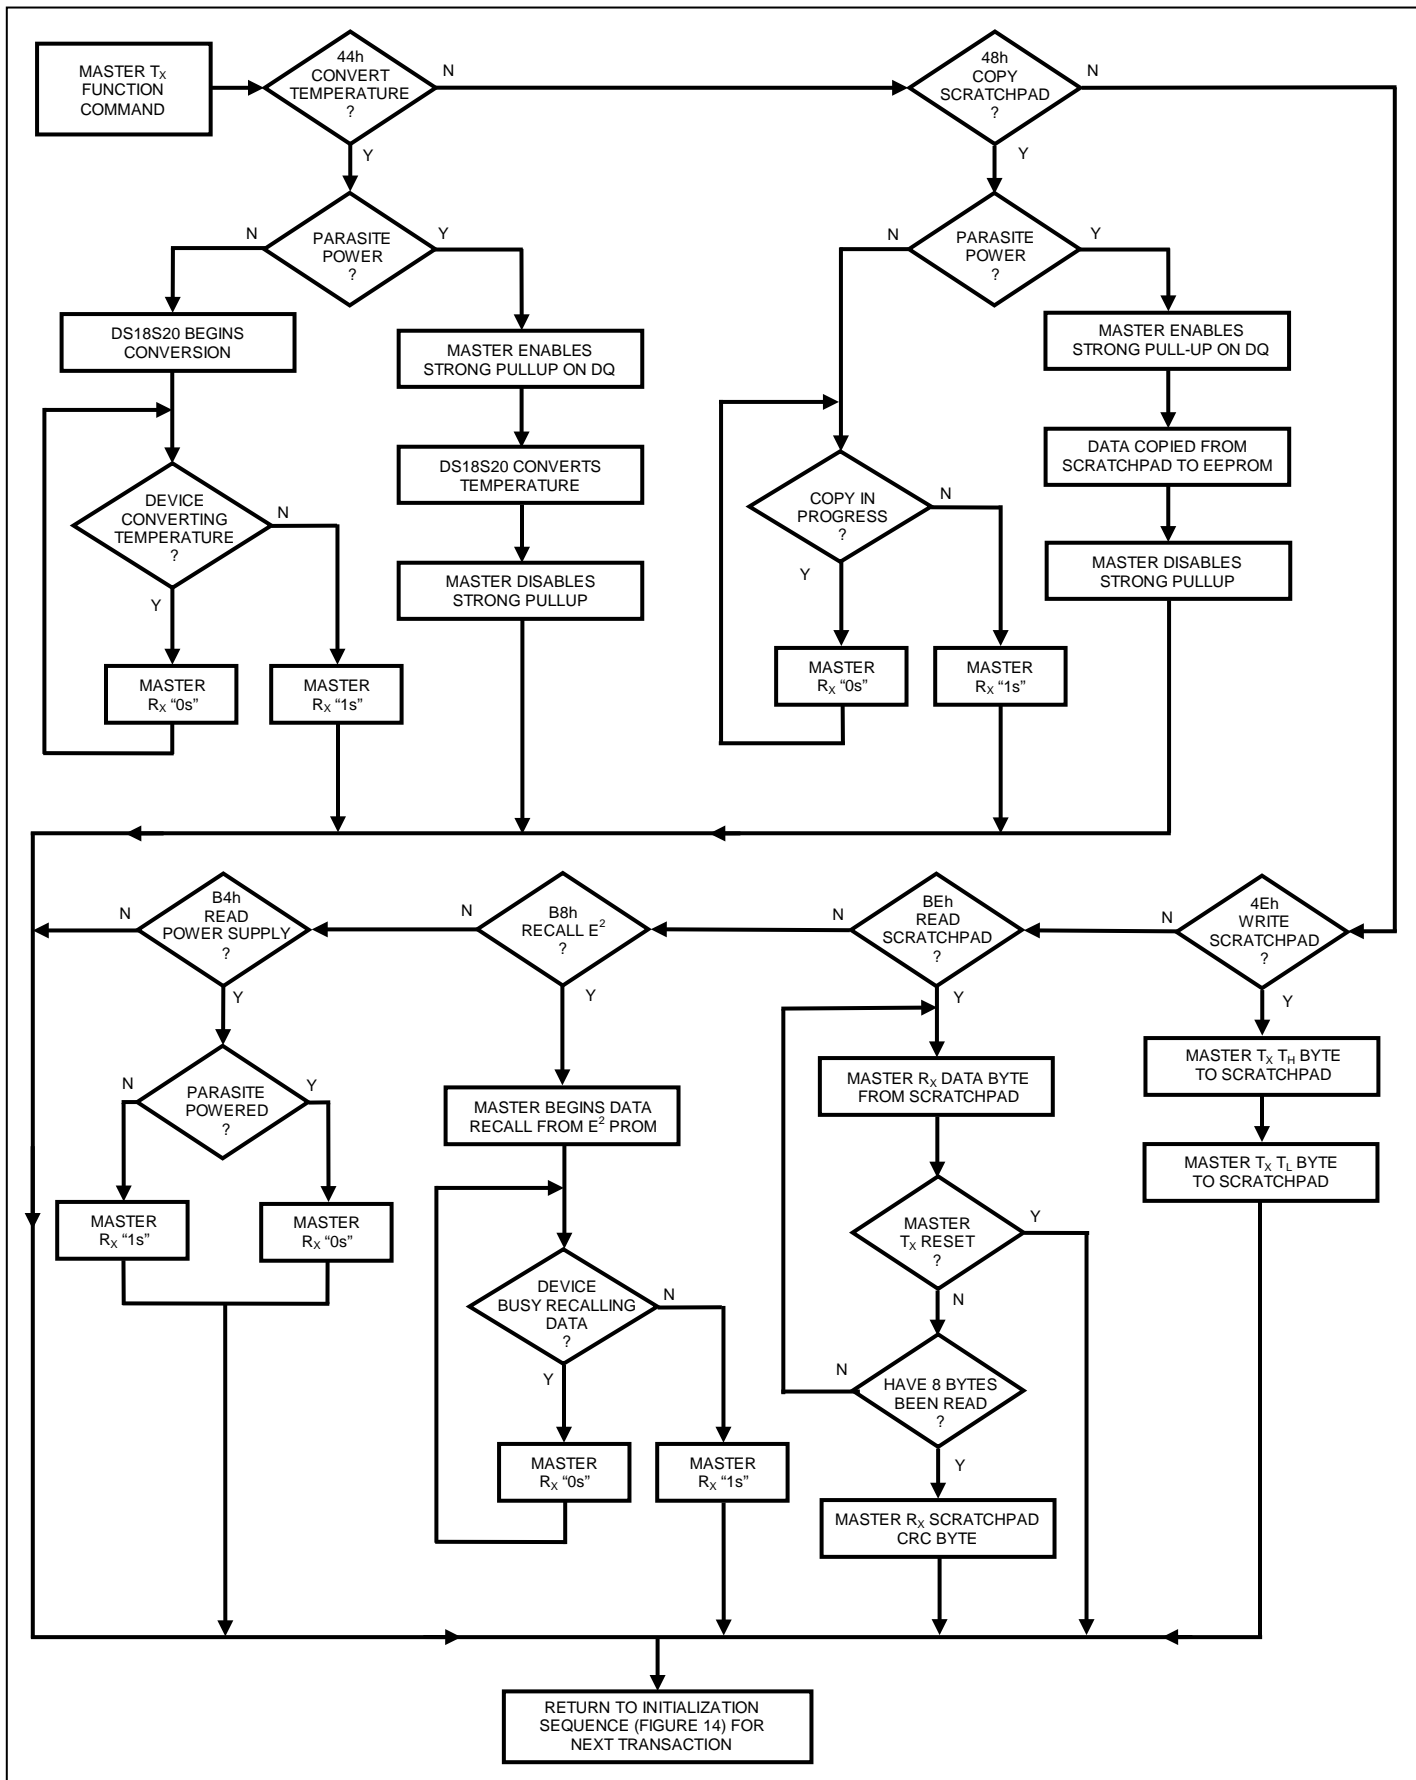 MASTER TX
FUNCTION
COMMAND
44h
CONVERT
TEMPERATURE
?
N
Y
48h
COPY
SCRATCHPAD
?
N
Y
PARASITE
POWER
?
N
Y
DS18S20 BEGINS
CONVERSION
MASTER ENABLES
STRONG PULLUP ON DQ
DS18S20 CONVERTS
TEMPERATURE
MASTER DISABLES
STRONG PULLUP
DEVICE
CONVERTING
TEMPERATURE
?
N
Y
MASTER
RX “0s”
MASTER
RX “1s”
PARASITE
POWER
?
N
Y
MASTER ENABLES
STRONG PULL-UP ON DQ
DATA COPIED FROM
SCRATCHPAD TO EEPROM
MASTER DISABLES
STRONG PULLUP
COPY IN
PROGRESS
?
N
Y
MASTER
RX “0s”
MASTER
RX “1s”
B4h
READ
POWER SUPPLY
?
N
Y
PARASITE
POWERED
?
N
Y
MASTER
RX “1s”
MASTER
RX “0s”
B8h
RECALL E2
?
N
Y
MASTER BEGINS DATA
RECALL FROM E2 PROM
DEVICE
BUSY RECALLING
DATA
?
N
Y
MASTER
RX “0s”
MASTER
RX “1s”
BEh
READ
SCRATCHPAD
?
N
Y
MASTER RX DATA BYTE
FROM SCRATCHPAD
MASTER
TX RESET
?
Y
N
HAVE 8 BYTES
BEEN READ
?
N
Y
MASTER RX SCRATCHPAD
CRC BYTE
4Eh
WRITE
SCRATCHPAD
?
N
Y
MASTER TX TH BYTE
TO SCRATCHPAD
MASTER TX TL BYTE
TO SCRATCHPAD
RETURN TO INITIALIZATION
SEQUENCE (FIGURE 14) FOR
NEXT TRANSACTION